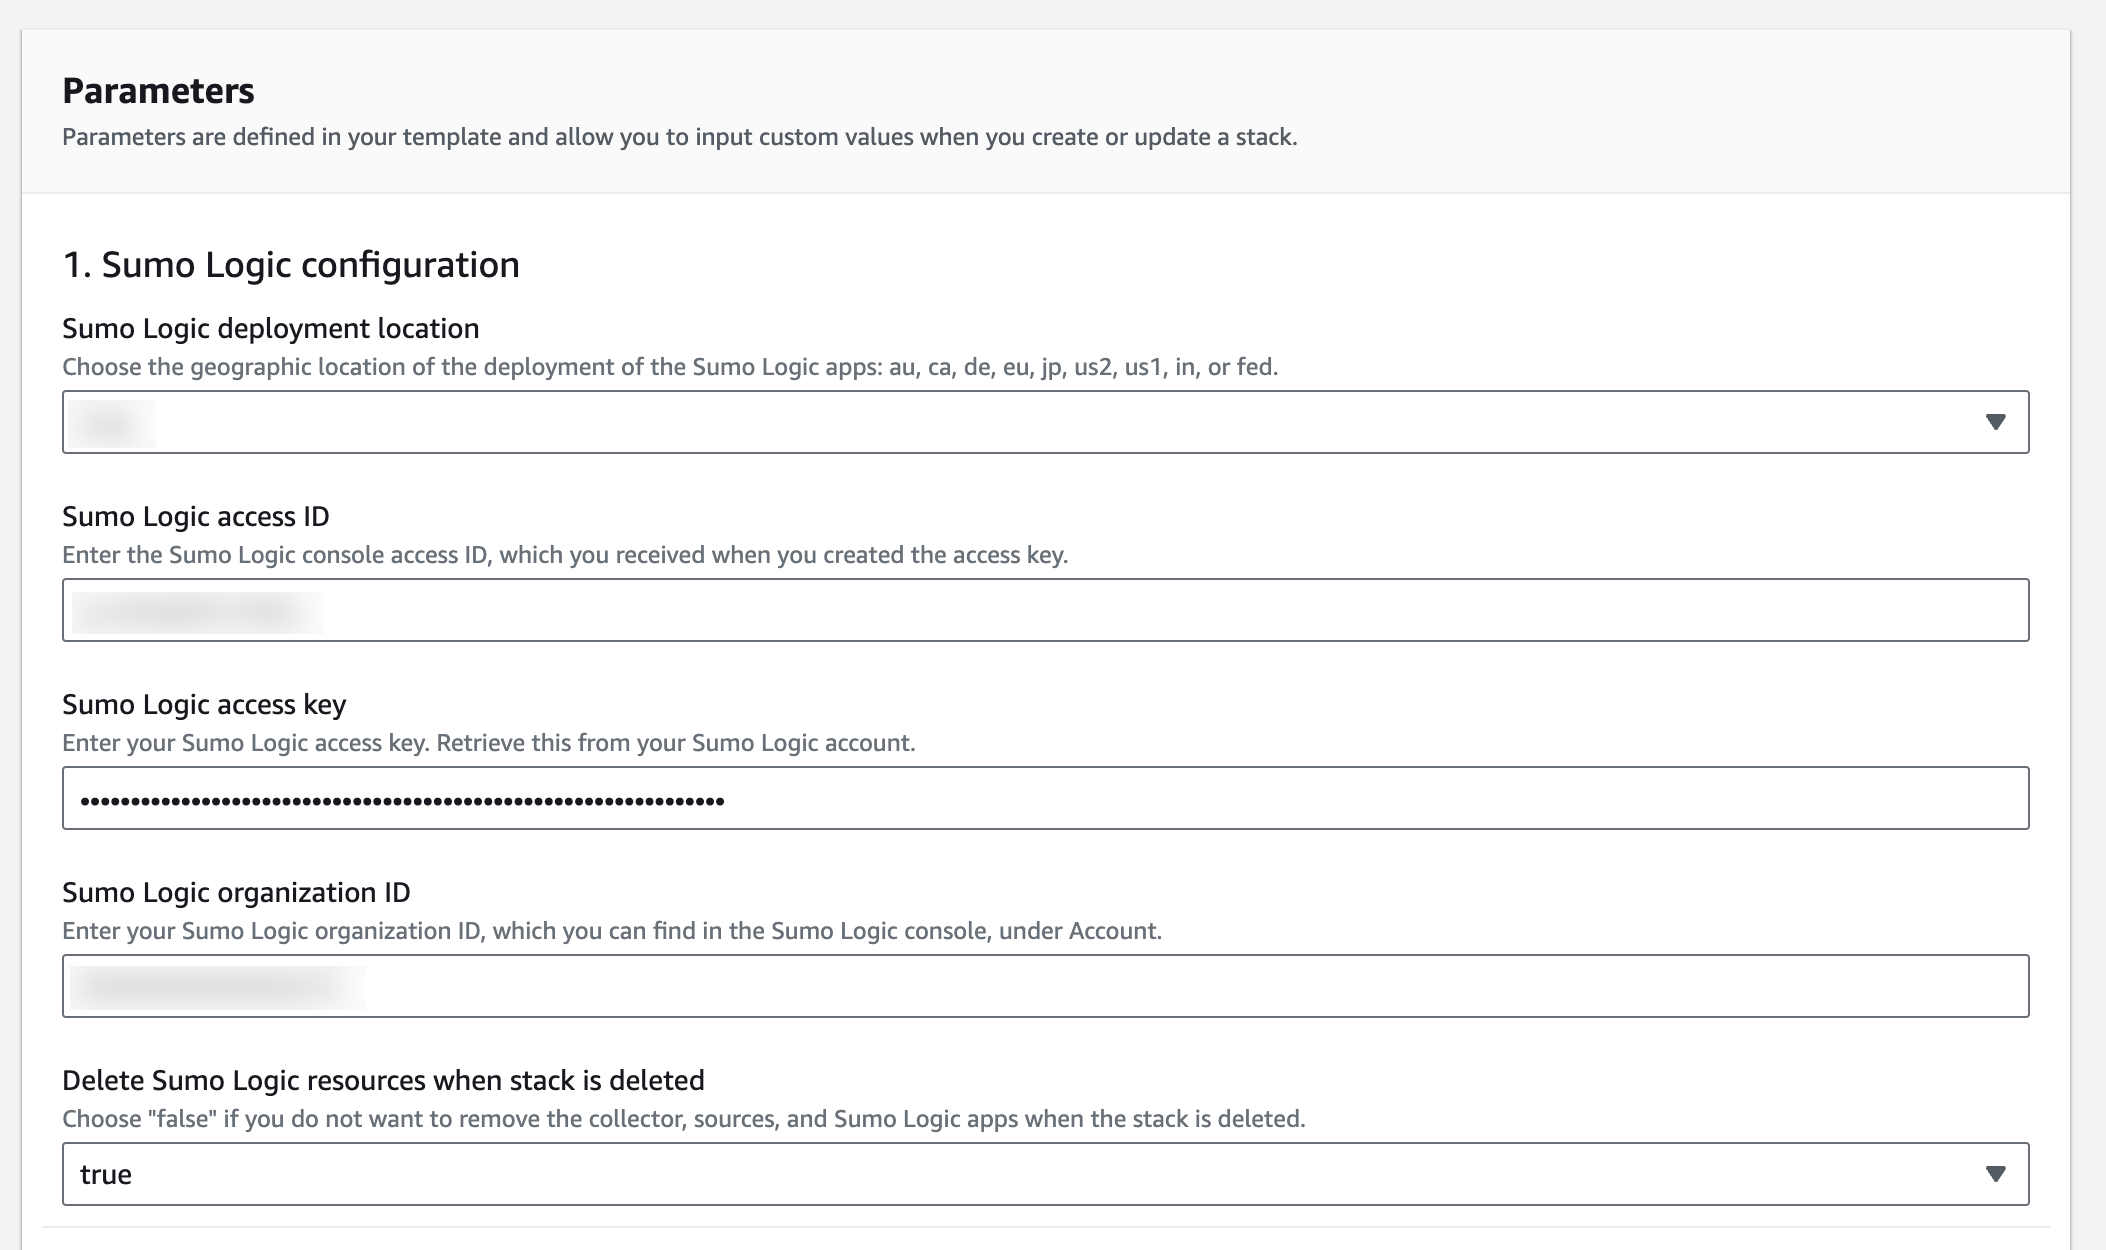 Parameters
Parameters are defined in your template and allow you to input custom values when you create or update a stack.
1. Sumo Logic configuration
Sumo Logic deployment location
Choose the geographic location of the deployment of the Sumo Logic apps: au, ca, de, eu, jp, us2, us1, in, or fed.
Sumo Logic access ID
Enter the Sumo Logic console access ID, which you received when you created the access key.
Sumo Logic access key
Enter your Sumo Logic access key. Retrieve this from your Sumo Logic account.
Sumo Logic organization ID
Enter your Sumo Logic organization ID, which you can find in the Sumo Logic console, under Account.
Delete Sumo Logic resources when stack is deleted
Choose "false" if you do not want to remove the collector, sources, and Sumo Logic apps when the stack is deleted.
true